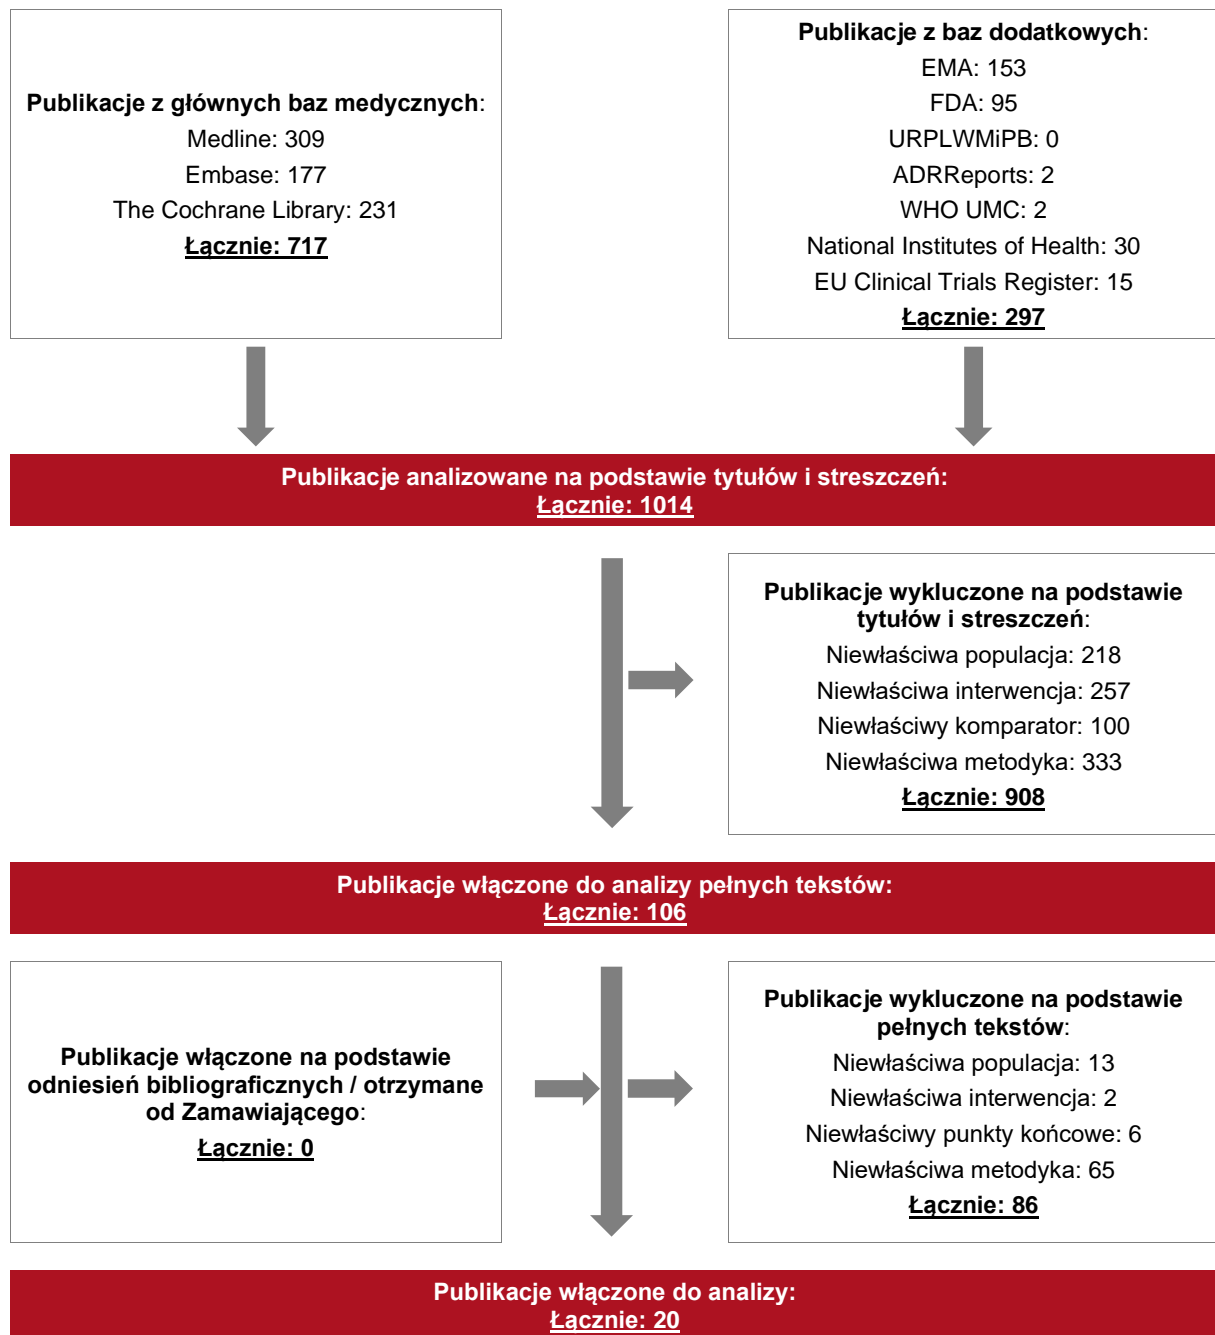 Publikacje z głównych baz medycznych:
Medline: 309
Embase: 177
The Cochrane Library: 231
Łącznie: 717
Publikacje z baz dodatkowych:
EMA: 153
FDA: 95
URPLWMiPB: 0
ADRReports: 2
WHO UMC: 2
National Institutes of Health: 30
EU Clinical Trials Register: 15
Łącznie: 297
Publikacje analizowane na podstawie tytułów i streszczeń:
Łącznie: 1014
Publikacje wykluczone na podstawie
tytułów i streszczeń:
Niewłaściwa populacja: 218
Niewłaściwa interwencja: 257
Niewłaściwy komparator: 100
Niewłaściwa metodyka: 333
Łącznie: 908
Publikacje włączone do analizy pełnych tekstów:
Łącznie: 106
Publikacje włączone na podstawie
odniesień bibliograficznych / otrzymane
od Zamawiającego:
Łącznie: 0
Publikacje wykluczone na podstawie
pełnych tekstów:
Niewłaściwa populacja: 13
Niewłaściwa interwencja: 2
Niewłaściwy punkty końcowe: 6
Niewłaściwa metodyka: 65
Łącznie: 86
Publikacje włączone do analizy:
Łącznie: 20